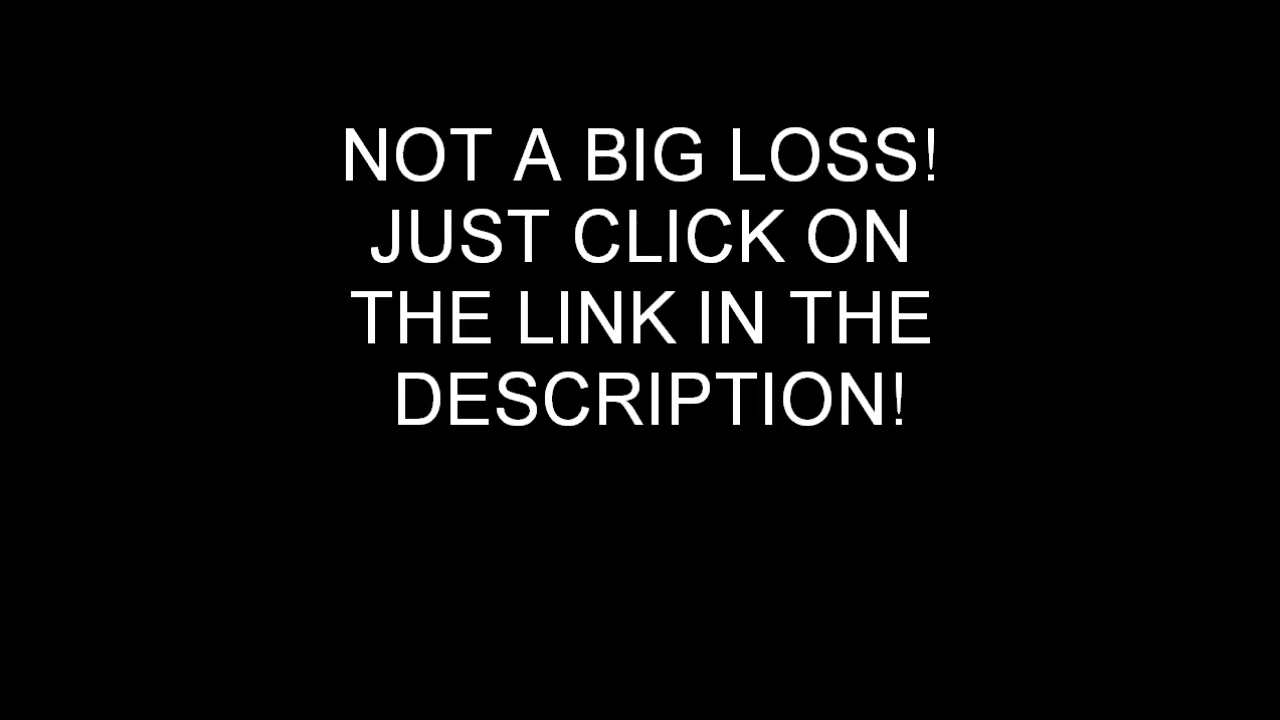 NOT A BIG LOSS!
JUST CLICK ON
THE LINK IN THE
DESCRIPTION!